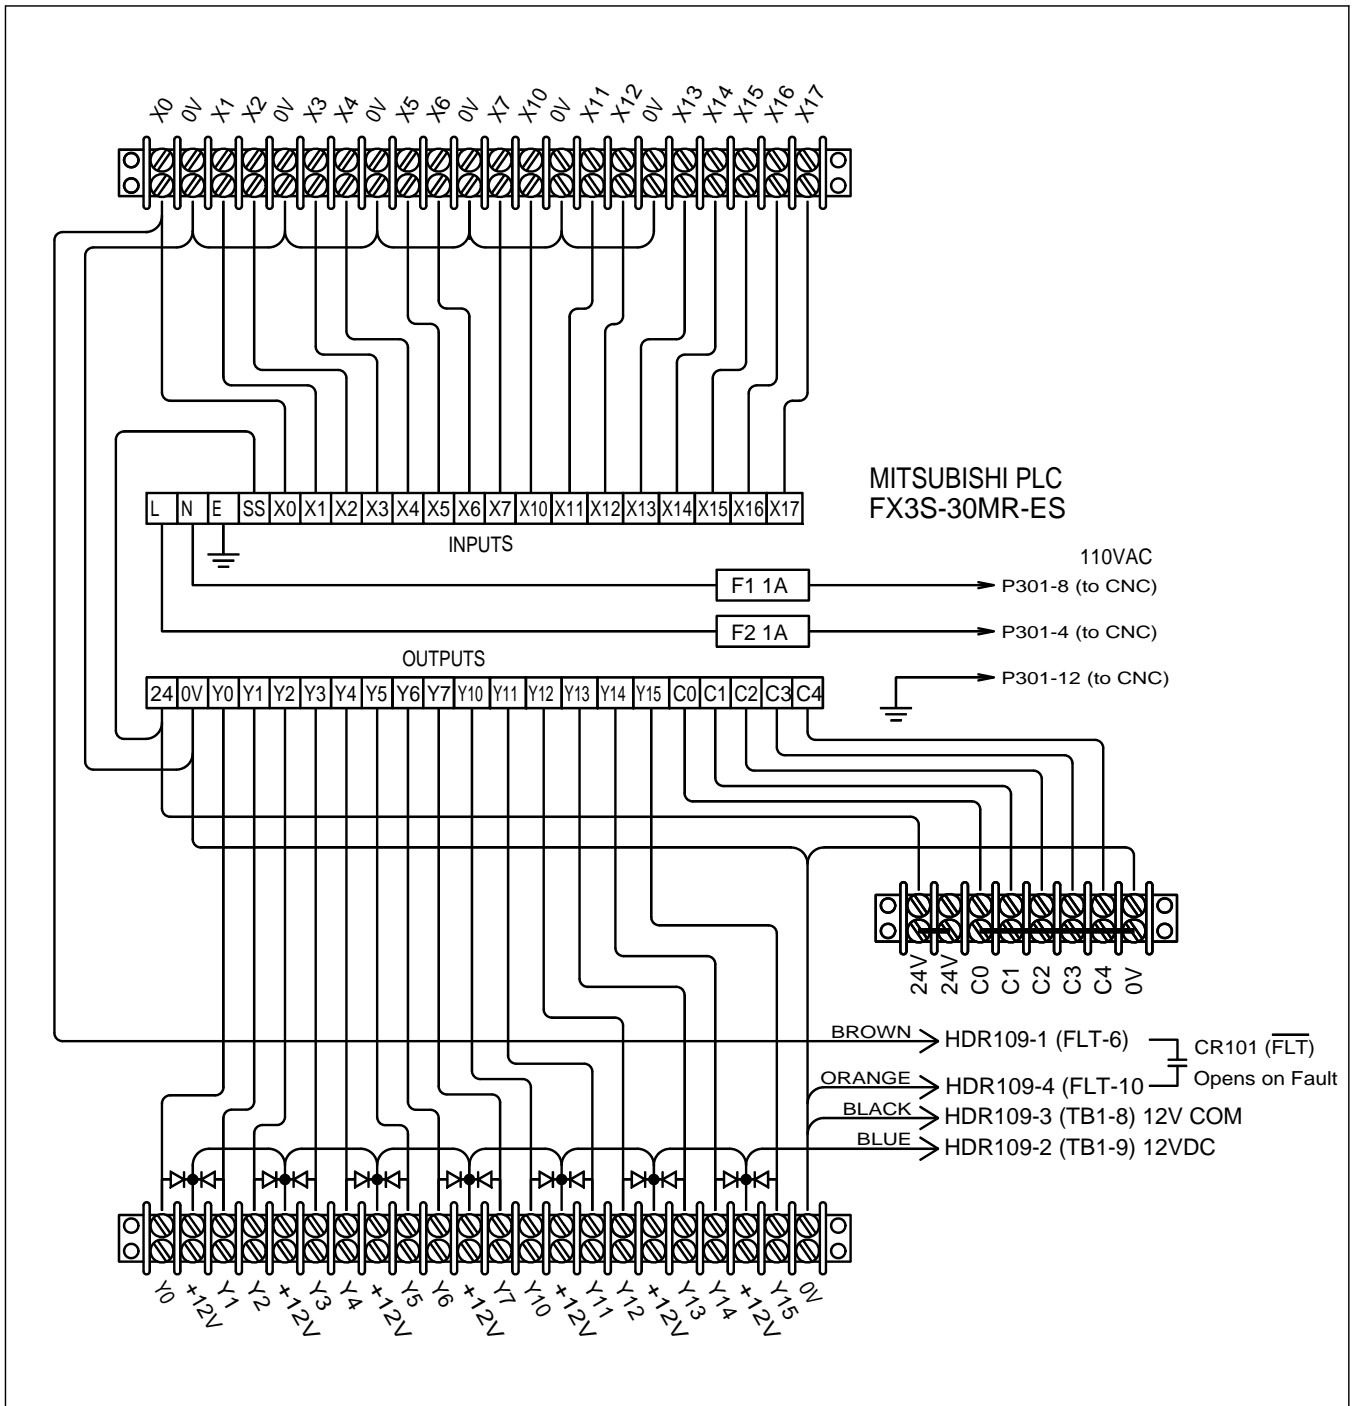 X0 0V X1 X2 0V X3 X4 0V X5 X6 0V X7 X10 0V X11 X12 0V X13 X14 X15 X16 X17
MITSUBISHI PLC
FX3S-30MR-ES
L N E SS X0 X1 X2 X3 X4 X5 X6 X7 X10 X11 X12 X13 X14 X15 X16 X17
INPUTS
110VAC
F1 1A P301-8 (to CNC)
F2 1A P301-4 (to CNC)
OUTPUTS
P301-12 (to CNC)
24 0V Y0 Y1 Y2 Y3 Y4 Y5 Y6 Y7 Y10 Y11 Y12 Y13 Y14 Y15 C0 C1 C2 C3 C4
24V 24V C0 C1 C2 C3 C4 0V
BROWN HDR109-1 (FLT-6)
CR101 (FLT)
Opens on Fault
ORANGE HDR109-4 (FLT-10
BLACK HDR109-3 (TB1-8) 12V COM
BLUE HDR109-2 (TB1-9) 12VDC
Y0 +12V Y1 Y2 +12V Y3 Y4 +12V Y5 Y6 +12V Y7 Y10 +12V Y11 Y12 +12V Y13 Y14 +12V Y15 0V